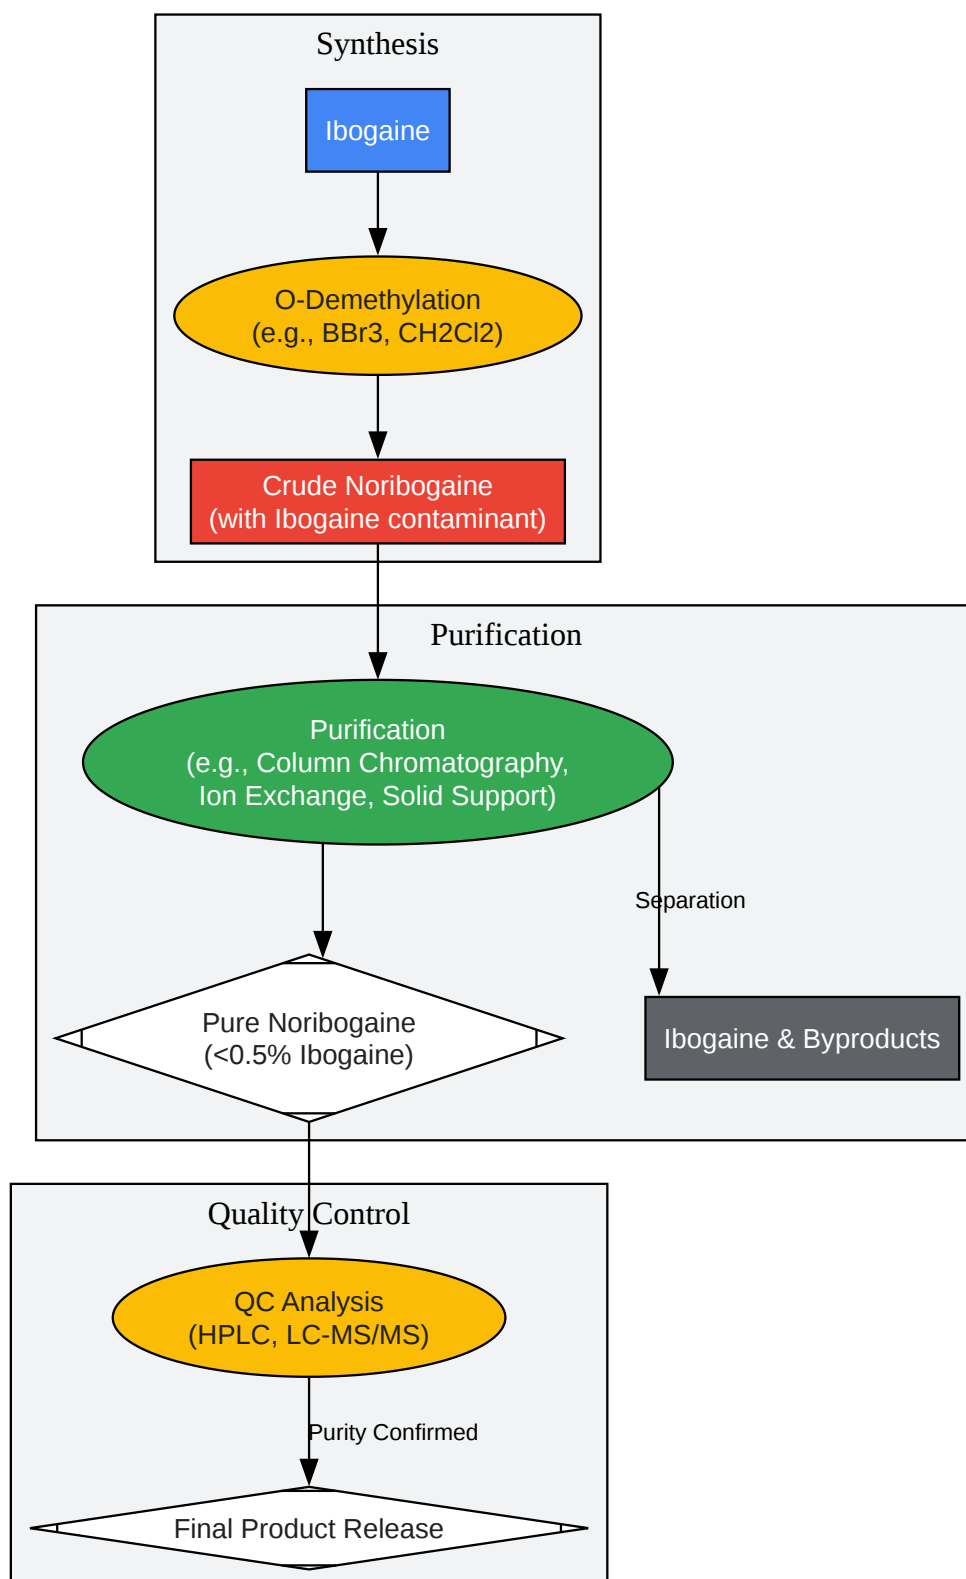 Synthesis
Ibogaine
O-Demethylation
(e.g., BBr3, CH2Cl2)
Crude Noribogaine
(with Ibogaine contaminant)
Purification
Purification
(e.g., Column Chromatography,
Ion Exchange, Solid Support)
Separation
Pure Noribogaine
(<0.5% Ibogaine)
Ibogaine & Byproducts
Quality Control
QC Analysis
(HPLC, LC-MS/MS)
Purity Confirmed
Final Product Release